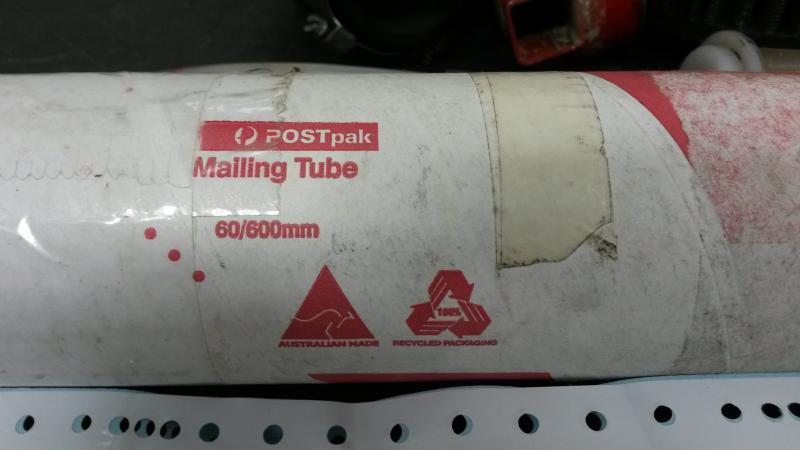 POSTpak
Mailing Tube
60/600mm
100%
AUSTRALIAN MADE
RECYCLED PACKAGING